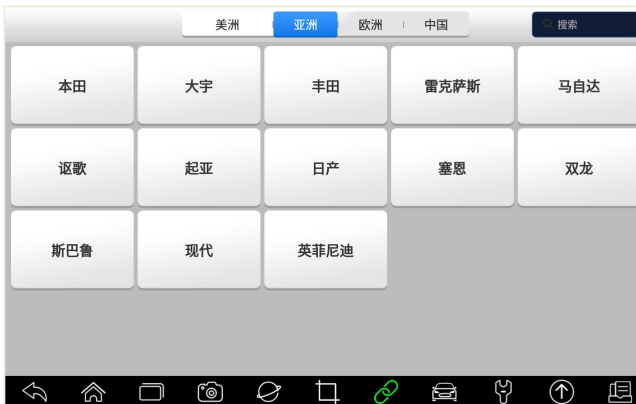 美洲 亚洲 欧洲 中国 搜索
本田 大宇 丰田 雷克萨斯 马自达
讴歌 起亚 日产 塞恩 双龙
斯巴鲁 现代 英菲尼迪